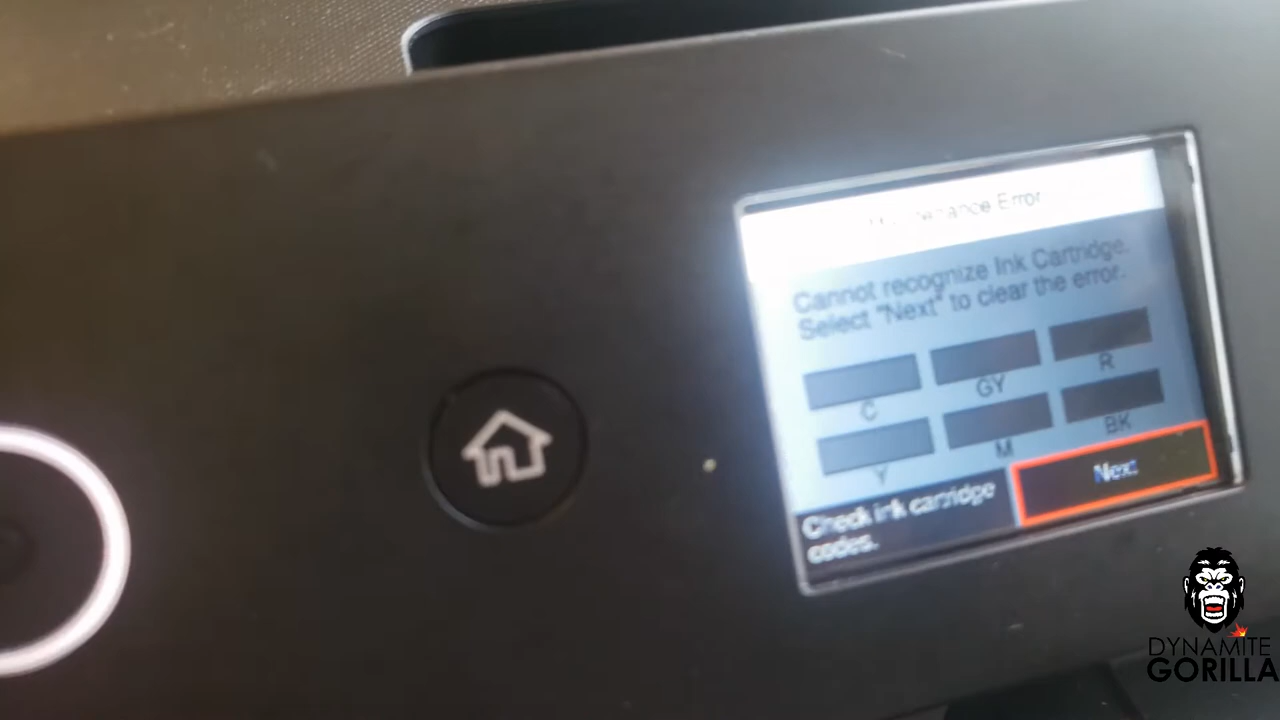 Error
Cannot recognize Ink Cartridge.
Select "Next" to clear the error.
C GY R
Y M BK
Check ink cartridge
codes.
Next
DYNAMITE
GORILLA